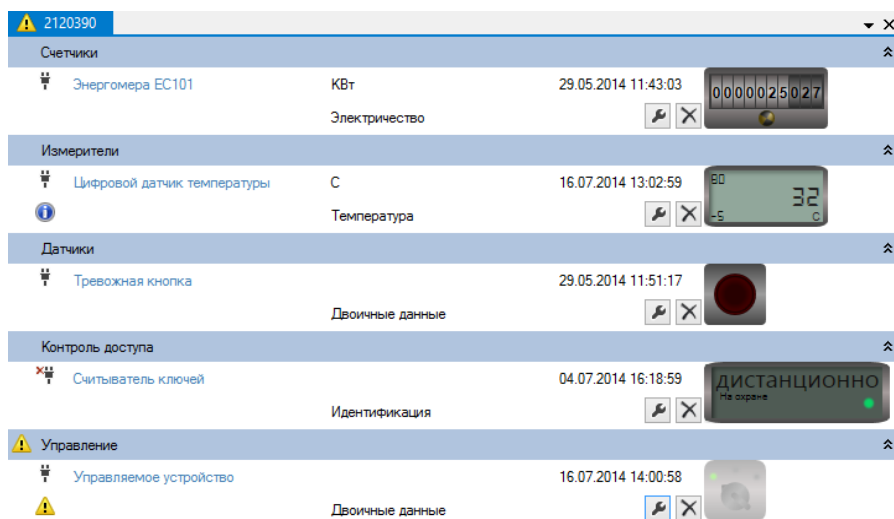 2120390
Счетчики
Энергомера ЕС101 КВт 29.05.2014 11:43:03 0000025027
Электричество
Измерители
Цифровой датчик температуры С 16.07.2014 13:02:59 80 32
Температура -5 С
Датчики
Тревожная кнопка 29.05.2014 11:51:17
Двоичные данные
Контроль доступа
Считыватель ключей 04.07.2014 16:18:59 дистанционно
На охране
Идентификация
Управление
Управляемое устройство 16.07.2014 14:00:58
Двоичные данные